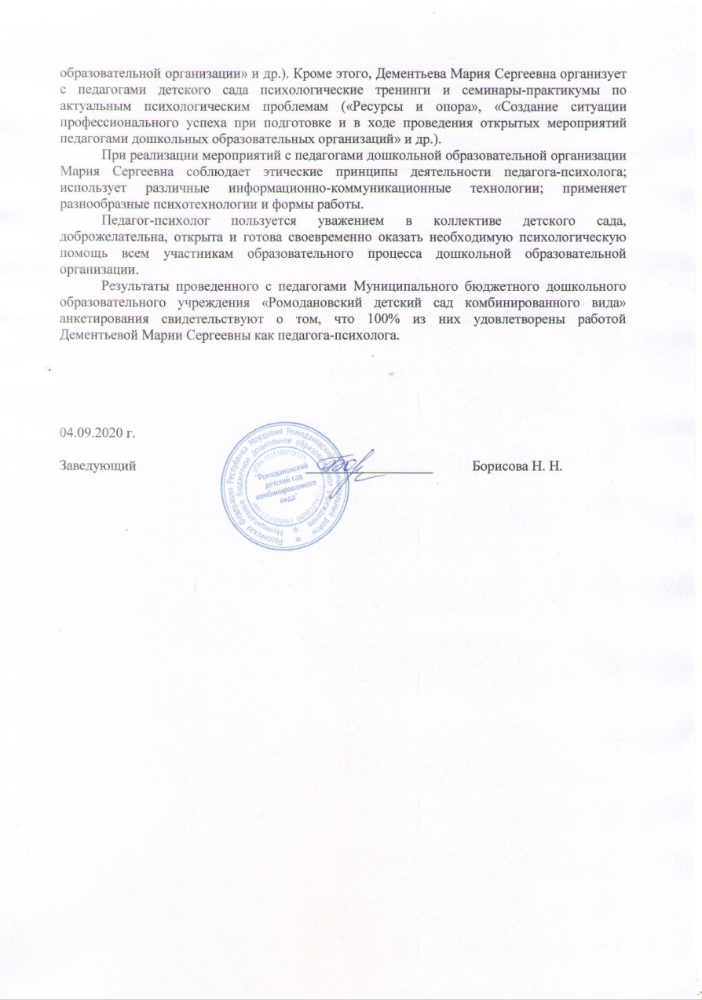 образовательной организации» и др.). Кроме этого, Дементьева Мария Сергеевна организует
с педагогами детского сада психологические тренинги и семинары-практикумы по
актуальным психологическим проблемам («Ресурсы и опора», «Создание ситуации
профессионального успеха при подготовке и в ходе проведения открытых мероприятий
педагогами дошкольных образовательных организаций» и др.).
При реализации мероприятий с педагогами дошкольной образовательной организации
Мария Сергеевна соблюдает этические принципы деятельности педагога-психолога;
использует различные информационно-коммуникационные технологии; применяет
разнообразные психотехнологии и формы работы.
Педагог-психолог пользуется уважением в коллективе детского сада,
доброжелательна, открыта и готова своевременно оказать необходимую психологическую
помощь всем участникам образовательного процесса дошкольной образовательной
организации.
Результаты проведенного с педагогами Муниципального бюджетного дошкольного
образовательного учреждения «Ромодановский детский сад комбинированного вида»
анкетирования свидетельствуют о том, что 100% из них удовлетворены работой
Дементьевой Марии Сергеевны как педагога-психолога.
04.09.2020 г.
Заведующий Борисова Н. Н.
Российская Федерация Республика Мордовия Ромодановский муниципальный район
Муниципальное бюджетное дошкольное образовательное учреждение
"Ромодановский
детский сад
комбинированного
вида"